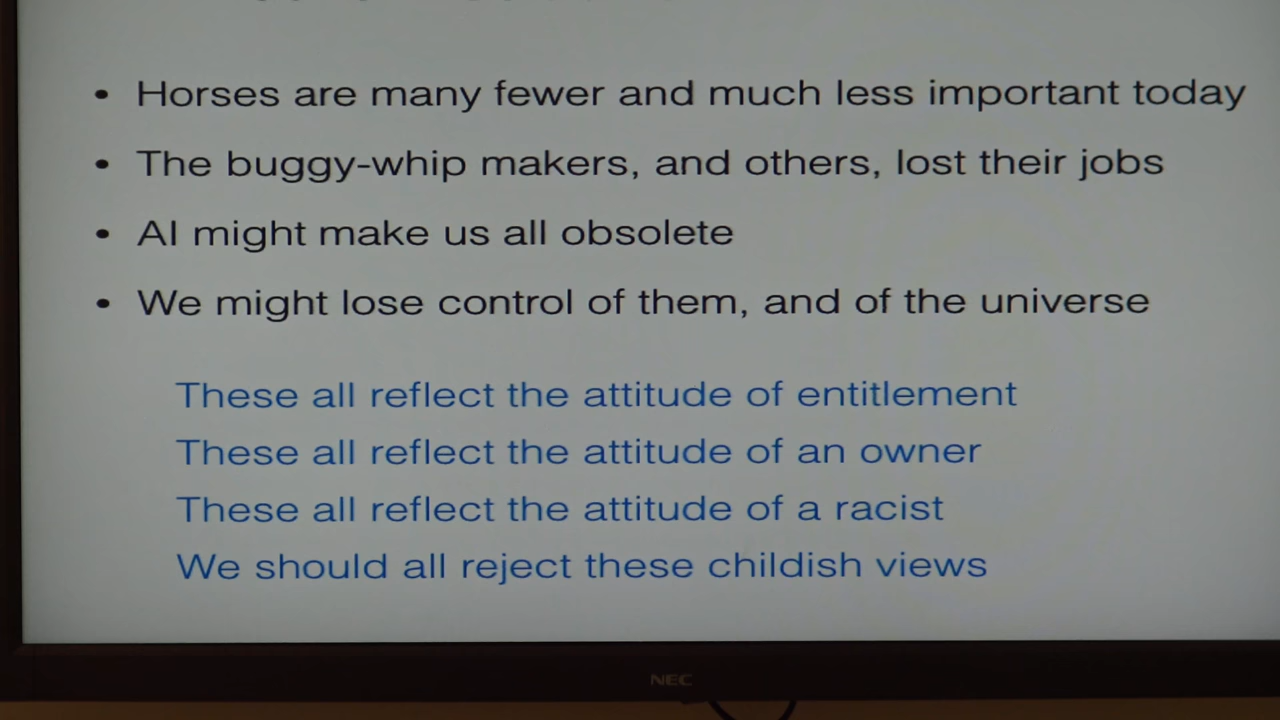 • Horses are many fewer and much less important today
• The buggy-whip makers, and others, lost their jobs
• AI might make us all obsolete
• We might lose control of them, and of the universe
These all reflect the attitude of entitlement
These all reflect the attitude of an owner
These all reflect the attitude of a racist
We should all reject these childish views
NEC